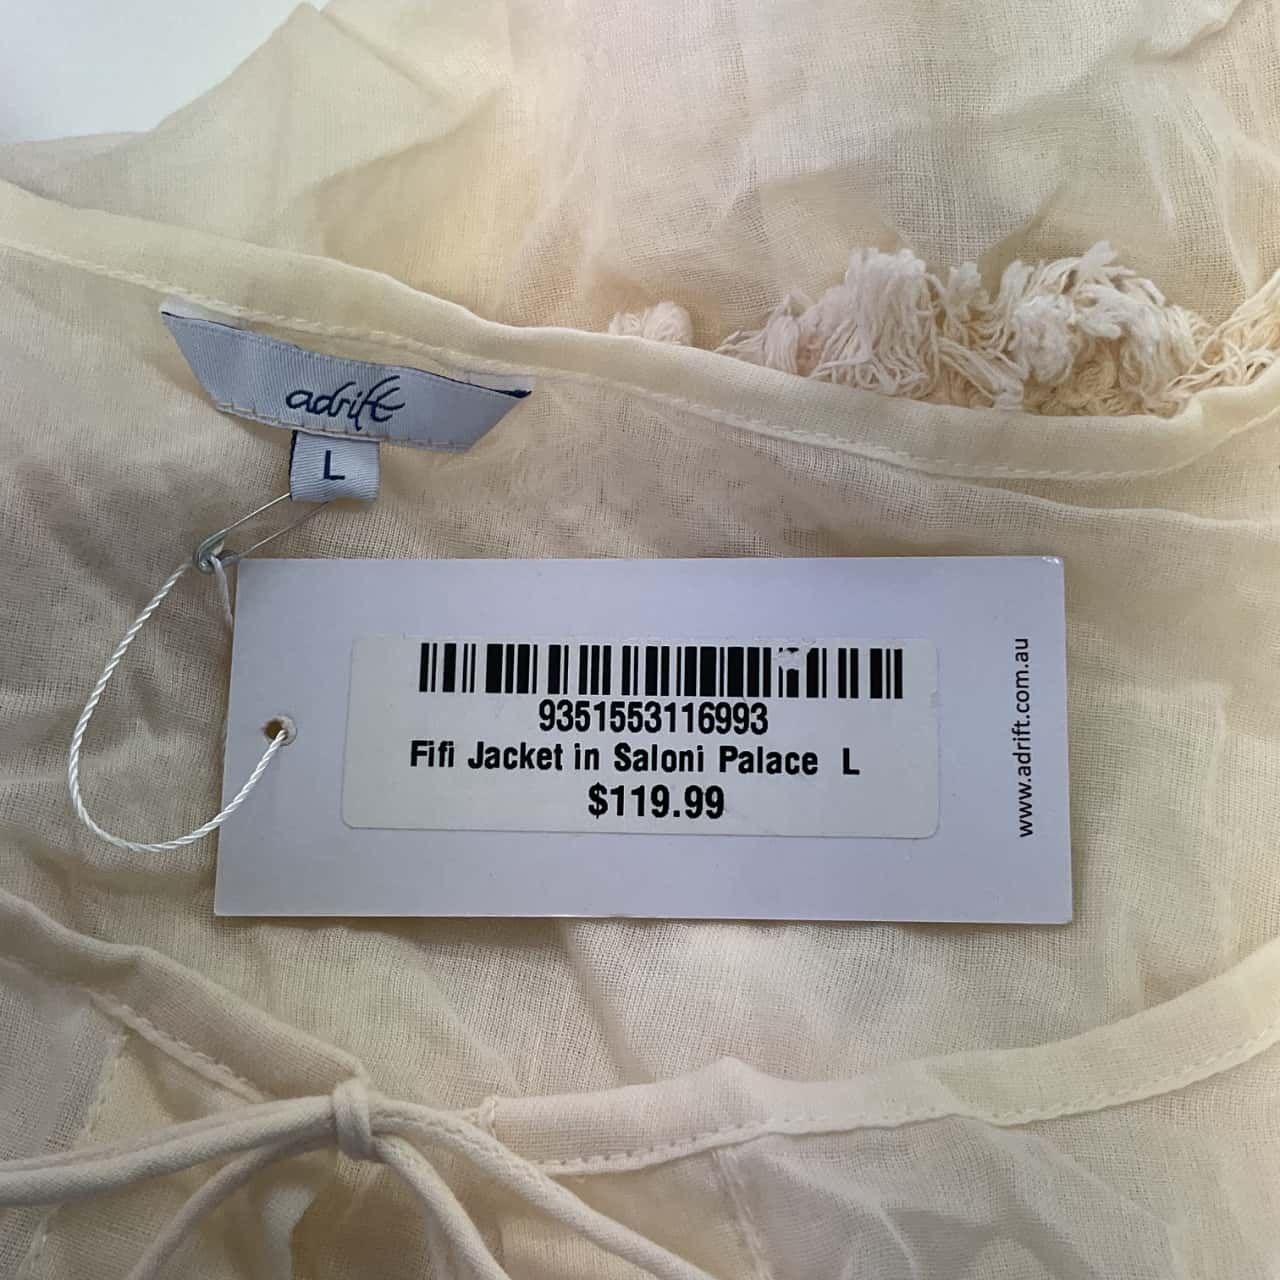 adrift
L
9351553116993
Fifi Jacket in Saloni Palace L
$119.99
www.adrift.com.au